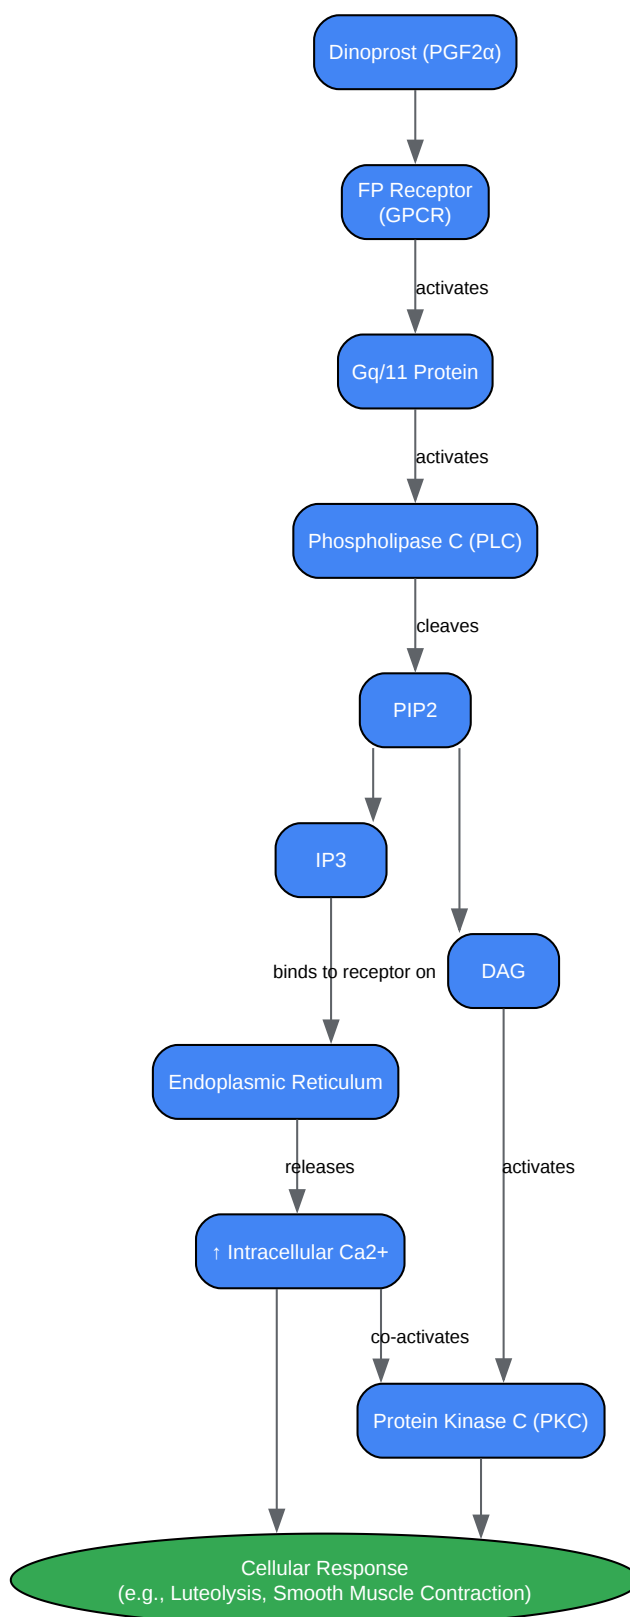 Dinoprost (PGF2α)
FP Receptor
(GPCR)
activates
Gq/11 Protein
activates
Phospholipase C (PLC)
cleaves
PIP2
IP3
binds to receptor on
DAG
Endoplasmic Reticulum
releases
activates
↑ Intracellular Ca2+
co-activates
Protein Kinase C (PKC)
Cellular Response
(e.g., Luteolysis, Smooth Muscle Contraction)